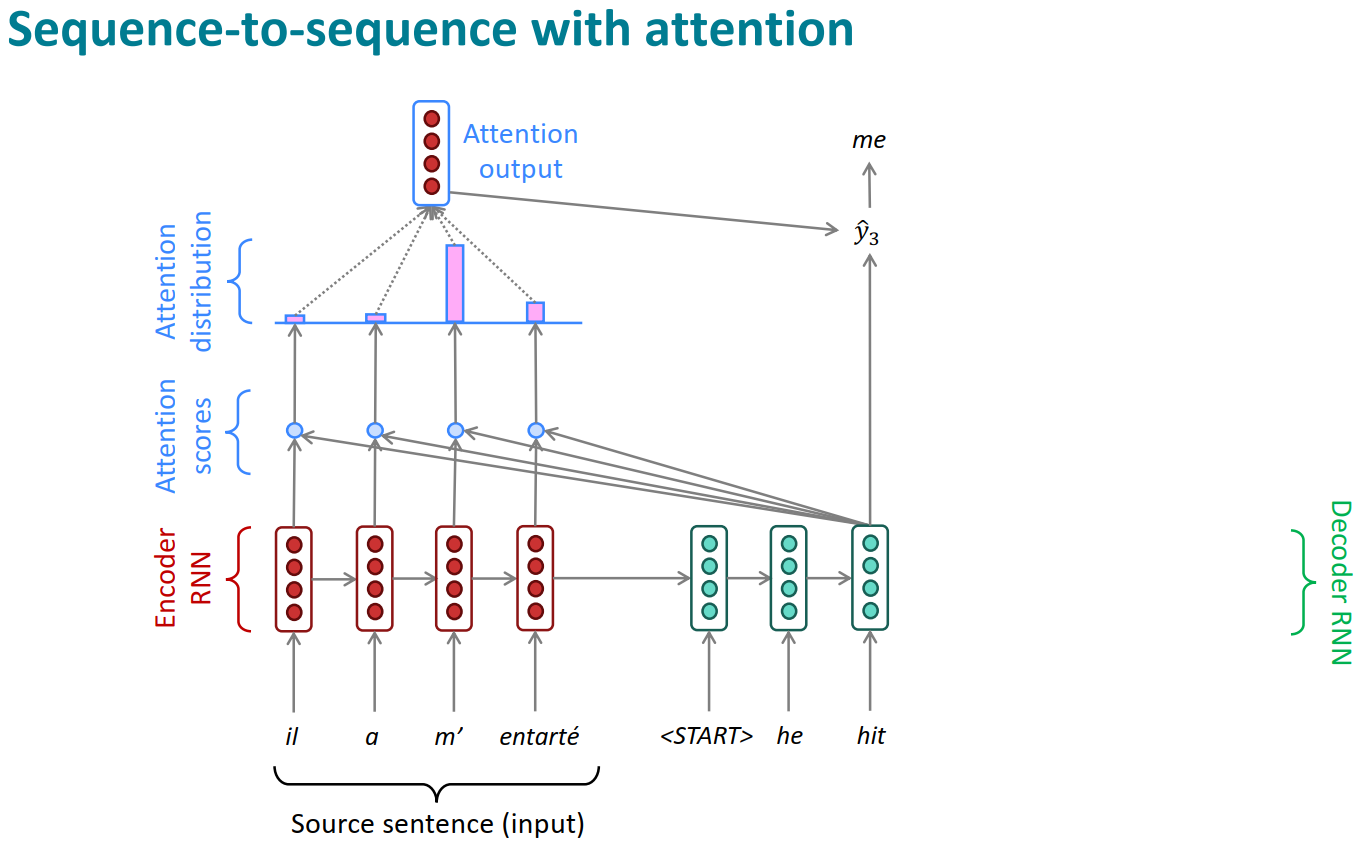 Sequence-to-sequence with attention
Attention
output
me
ŷ₃
Attention
distribution
Attention
scores
Encoder
RNN
Decoder RNN
il a m’ entarté <START> he hit
Source sentence (input)